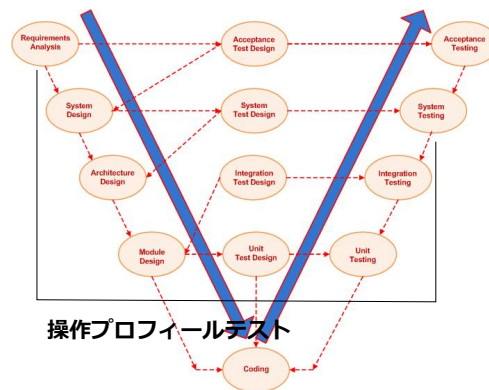 Requirements
Analysis
Acceptance
Test Design
Acceptance
Testing
System
Design
System
Test Design
System
Testing
Architecture
Design
Integration
Test Design
Integration
Testing
Module
Design
Unit
Test Design
Unit
Testing
操作プロフィールテスト
Coding